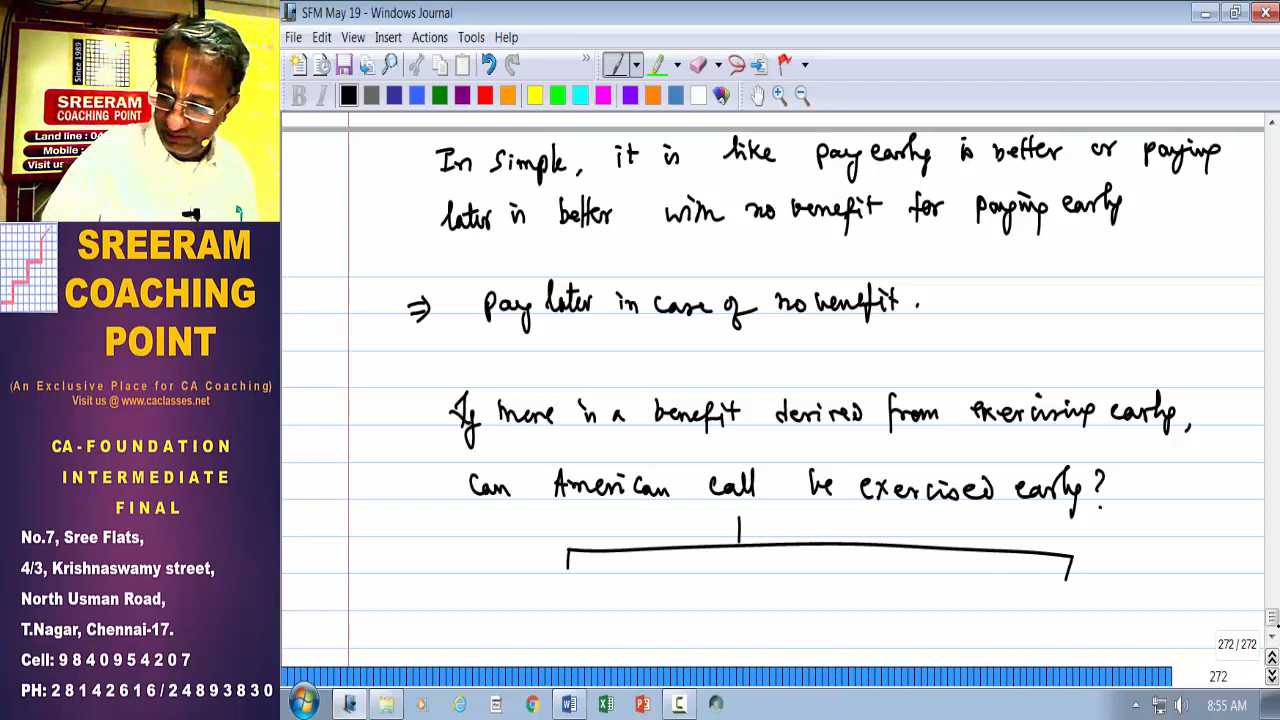 SFM May 19 - Windows Journal
File Edit View Insert Actions Tools Help
Since 1989
SREERAM
COACHING POINT
Land line : 04
Mobile :
Visit us
SREERAM
COACHING
POINT
(An Exclusive Place for CA Coaching)
Visit us @ www.caclasses.net
CA-FOUNDATION
INTERMEDIATE
FINAL
No.7, Sree Flats,
4/3, Krishnaswamy street,
North Usman Road,
T.Nagar, Chennai-17.
Cell: 9840954207
PH: 28142616/24893830
In simple, it is like pay early is better or paying
later is better with no benefit for paying early
⇒ pay later in case of no benefit.
If there is a benefit derived from exercising early,
can American call be exercised early?
272 / 272
272
8:55 AM